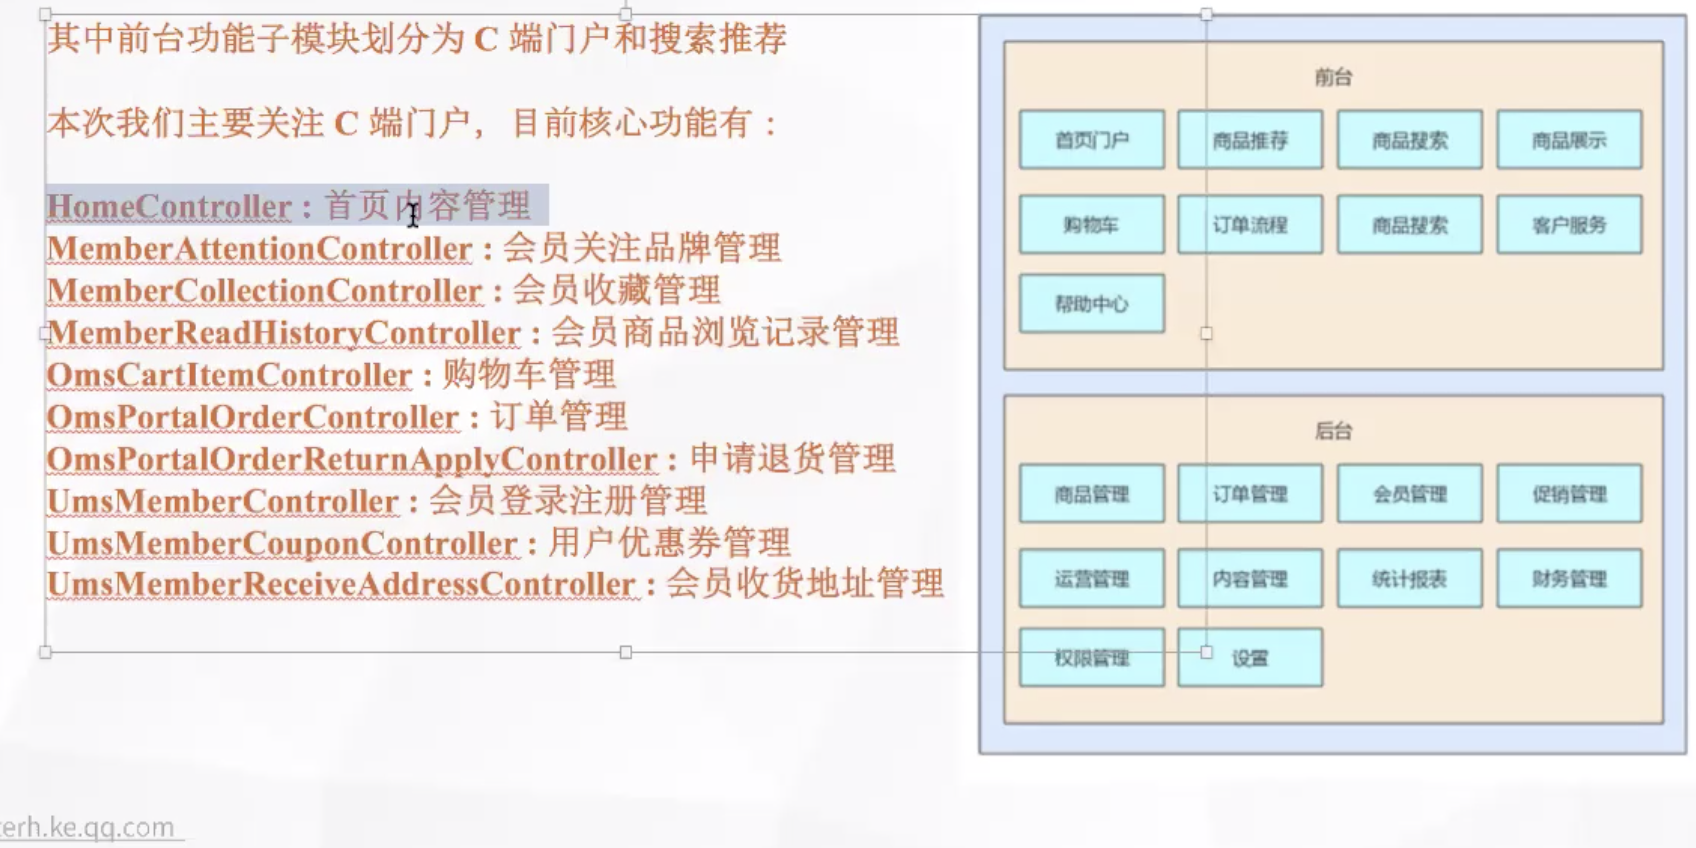 其中前台功能子模块划分为 C 端门户和搜索推荐
本次我们主要关注 C 端门户，目前核心功能有：
HomeController : 首页内容管理
MemberAttentionController : 会员关注品牌管理
MemberCollectionController : 会员收藏管理
MemberReadHistoryController : 会员商品浏览记录管理
OmsCartItemController : 购物车管理
OmsPortalOrderController : 订单管理
OmsPortalOrderReturnApplyController : 申请退货管理
UmsMemberController : 会员登录注册管理
UmsMemberCouponController : 用户优惠券管理
UmsMemberReceiveAddressController : 会员收货地址管理
前台
首页门户 商品推荐 商品搜索 商品展示
购物车 订单流程 商品搜索 客户服务
帮助中心
后台
商品管理 订单管理 会员管理 促销管理
运营管理 内容管理 统计报表 财务管理
权限管理 设置
erh.ke.qq.com